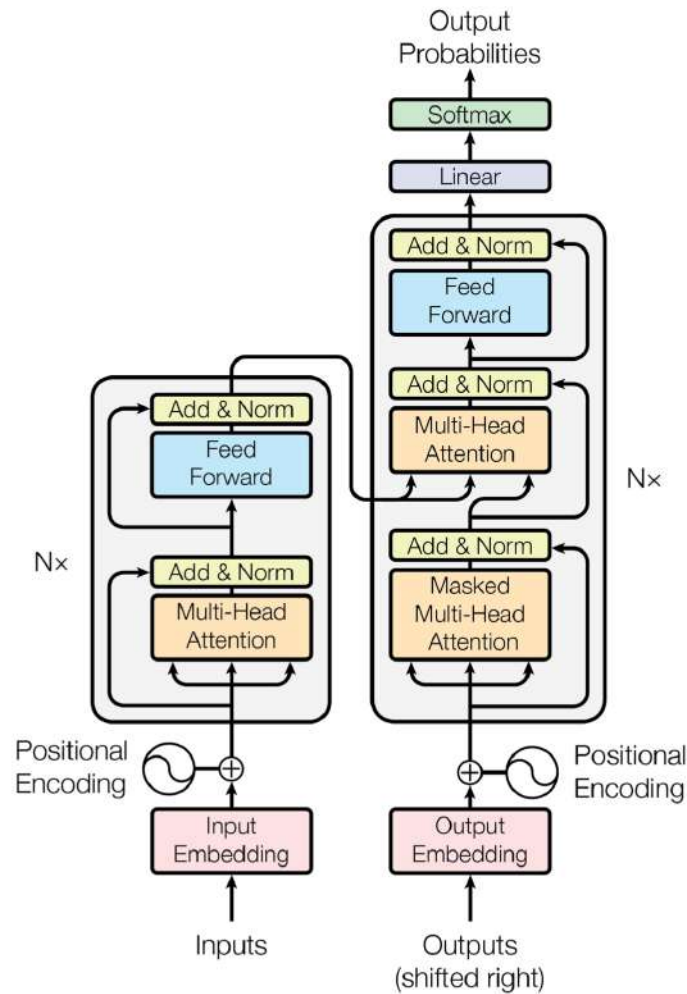 Output
Probabilities
Softmax
Linear
Add & Norm
Feed
Forward
Add & Norm
Multi-Head
Attention
Add & Norm
Masked
Multi-Head
Attention
N×
Add & Norm
Feed
Forward
Add & Norm
Multi-Head
Attention
N×
Positional
Encoding
Positional
Encoding
Input
Embedding
Output
Embedding
Inputs
Outputs
(shifted right)